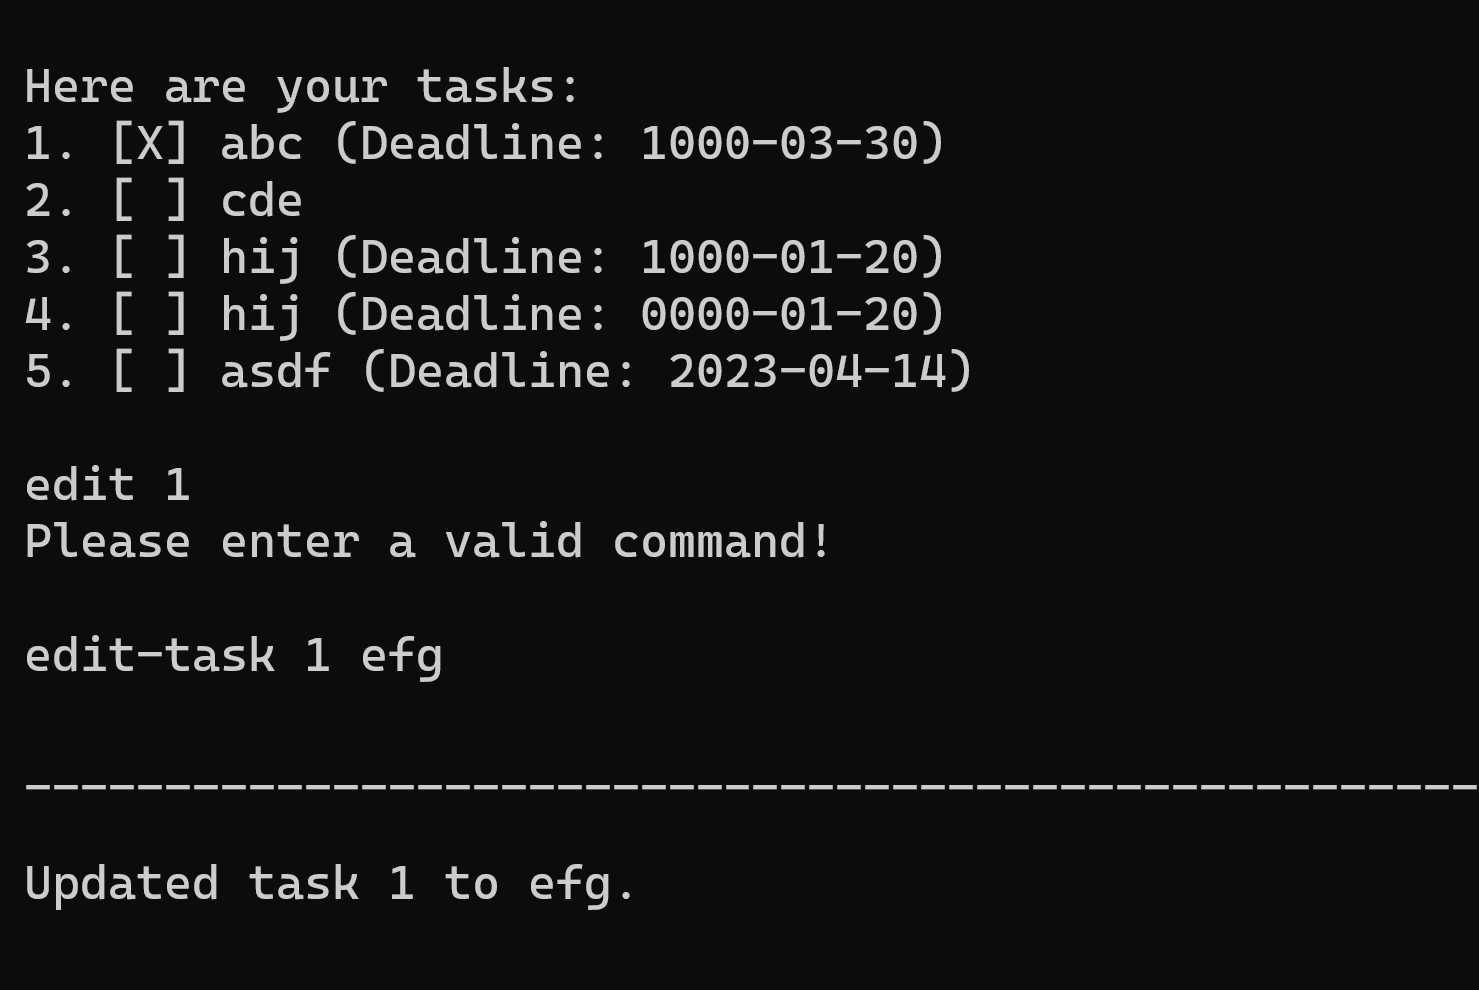 Here are your tasks:
1. [X] abc (Deadline: 1000-03-30)
2. [ ] cde
3. [ ] hij (Deadline: 1000-01-20)
4. [ ] hij (Deadline: 0000-01-20)
5. [ ] asdf (Deadline: 2023-04-14)
edit 1
Please enter a valid command!
edit-task 1 efg
----------------------------------------------------
Updated task 1 to efg.